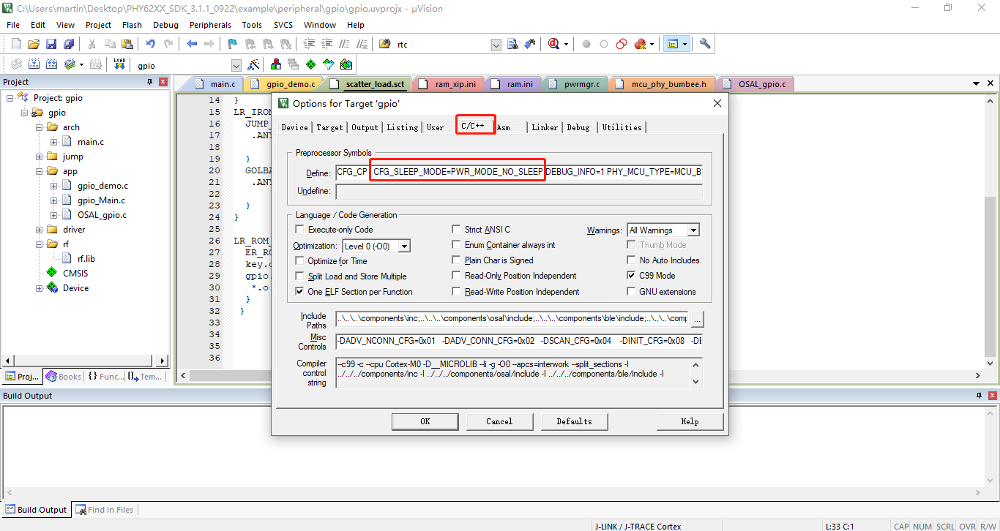 C:\Users\martin\Desktop\PHY62XX_SDK_3.1.1_0922\example\peripheral\gpio\gpio.uvprojx - µVision
File Edit View Project Flash Debug Peripherals Tools SVCS Window Help
rtc
LOAD
gpio
Project
Project: gpio
gpio
arch
main.c
jump
app
gpio_demo.c
gpio_Main.c
OSAL_gpio.c
driver
rf
rf.lib
CMSIS
Device
Proj... Books Func... Tem...
main.c gpio_demo.c scatter_load.sct ram_xip.ini ram.ini pwrmgr.c mcu_phy_bumbee.h OSAL_gpio.c
14 }
15 LR_IROM
16 JUMP_
17 .ANY
18
19 }
20 GOLBA
21 .ANY
22
23 }
24 }
25
26 LR_ROM_
27 ER_RO
28 key.o
29 gpio.
30 *.o
31 }
32 }
33
34
35
36
Options for Target 'gpio'
Device Target Output Listing User C/C++ Asm Linker Debug Utilities
Preprocessor Symbols
Define: CFG_CP CFG_SLEEP_MODE=PWR_MODE_NO_SLEEP DEBUG_INFO=1 PHY_MCU_TYPE=MCU_B
Undefine:
Language / Code Generation
Execute-only Code
Optimization: Level 0 (-O0)
Optimize for Time
Split Load and Store Multiple
One ELF Section per Function
Strict ANSI C
Enum Container always int
Plain Char is Signed
Read-Only Position Independent
Read-Write Position Independent
Warnings: All Warnings
Thumb Mode
No Auto Includes
C99 Mode
GNU extensions
Include Paths
..\..\..\components\inc;..\..\..\components\osal\include;..\..\..\components\ble\include;..\..\..\comp
...
Misc Controls
-DADV_NCONN_CFG=0x01 -DADV_CONN_CFG=0x02 -DSCAN_CFG=0x04 -DINIT_CFG=0x08 -DB
Compiler control string
--c99 -c --cpu Cortex-M0 -D__MICROLIB --li -g -O0 --apcs=interwork --split_sections -I
../../../components/inc -I ../../../components/osal/include -I ../../../components/ble/include -I
OK Cancel Defaults Help
Build Output
Build Output Find In Files
J-LINK / J-TRACE Cortex L:33 C:1 CAP NUM SCRL OVR R/W